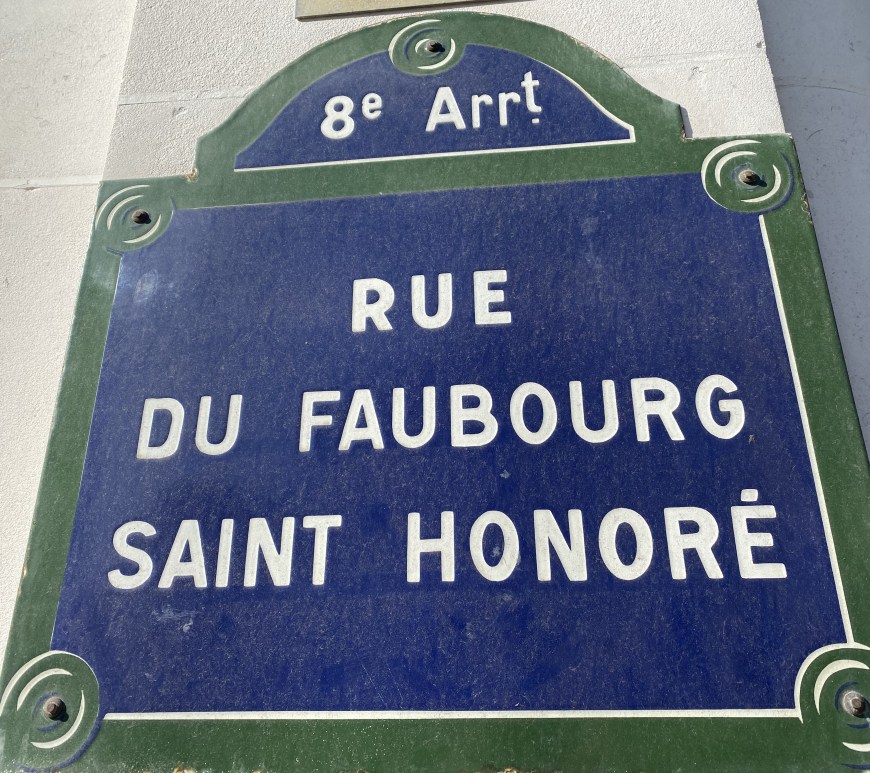 8e Arrt
RUE
DU FAUBOURG
SAINT HONORÉ